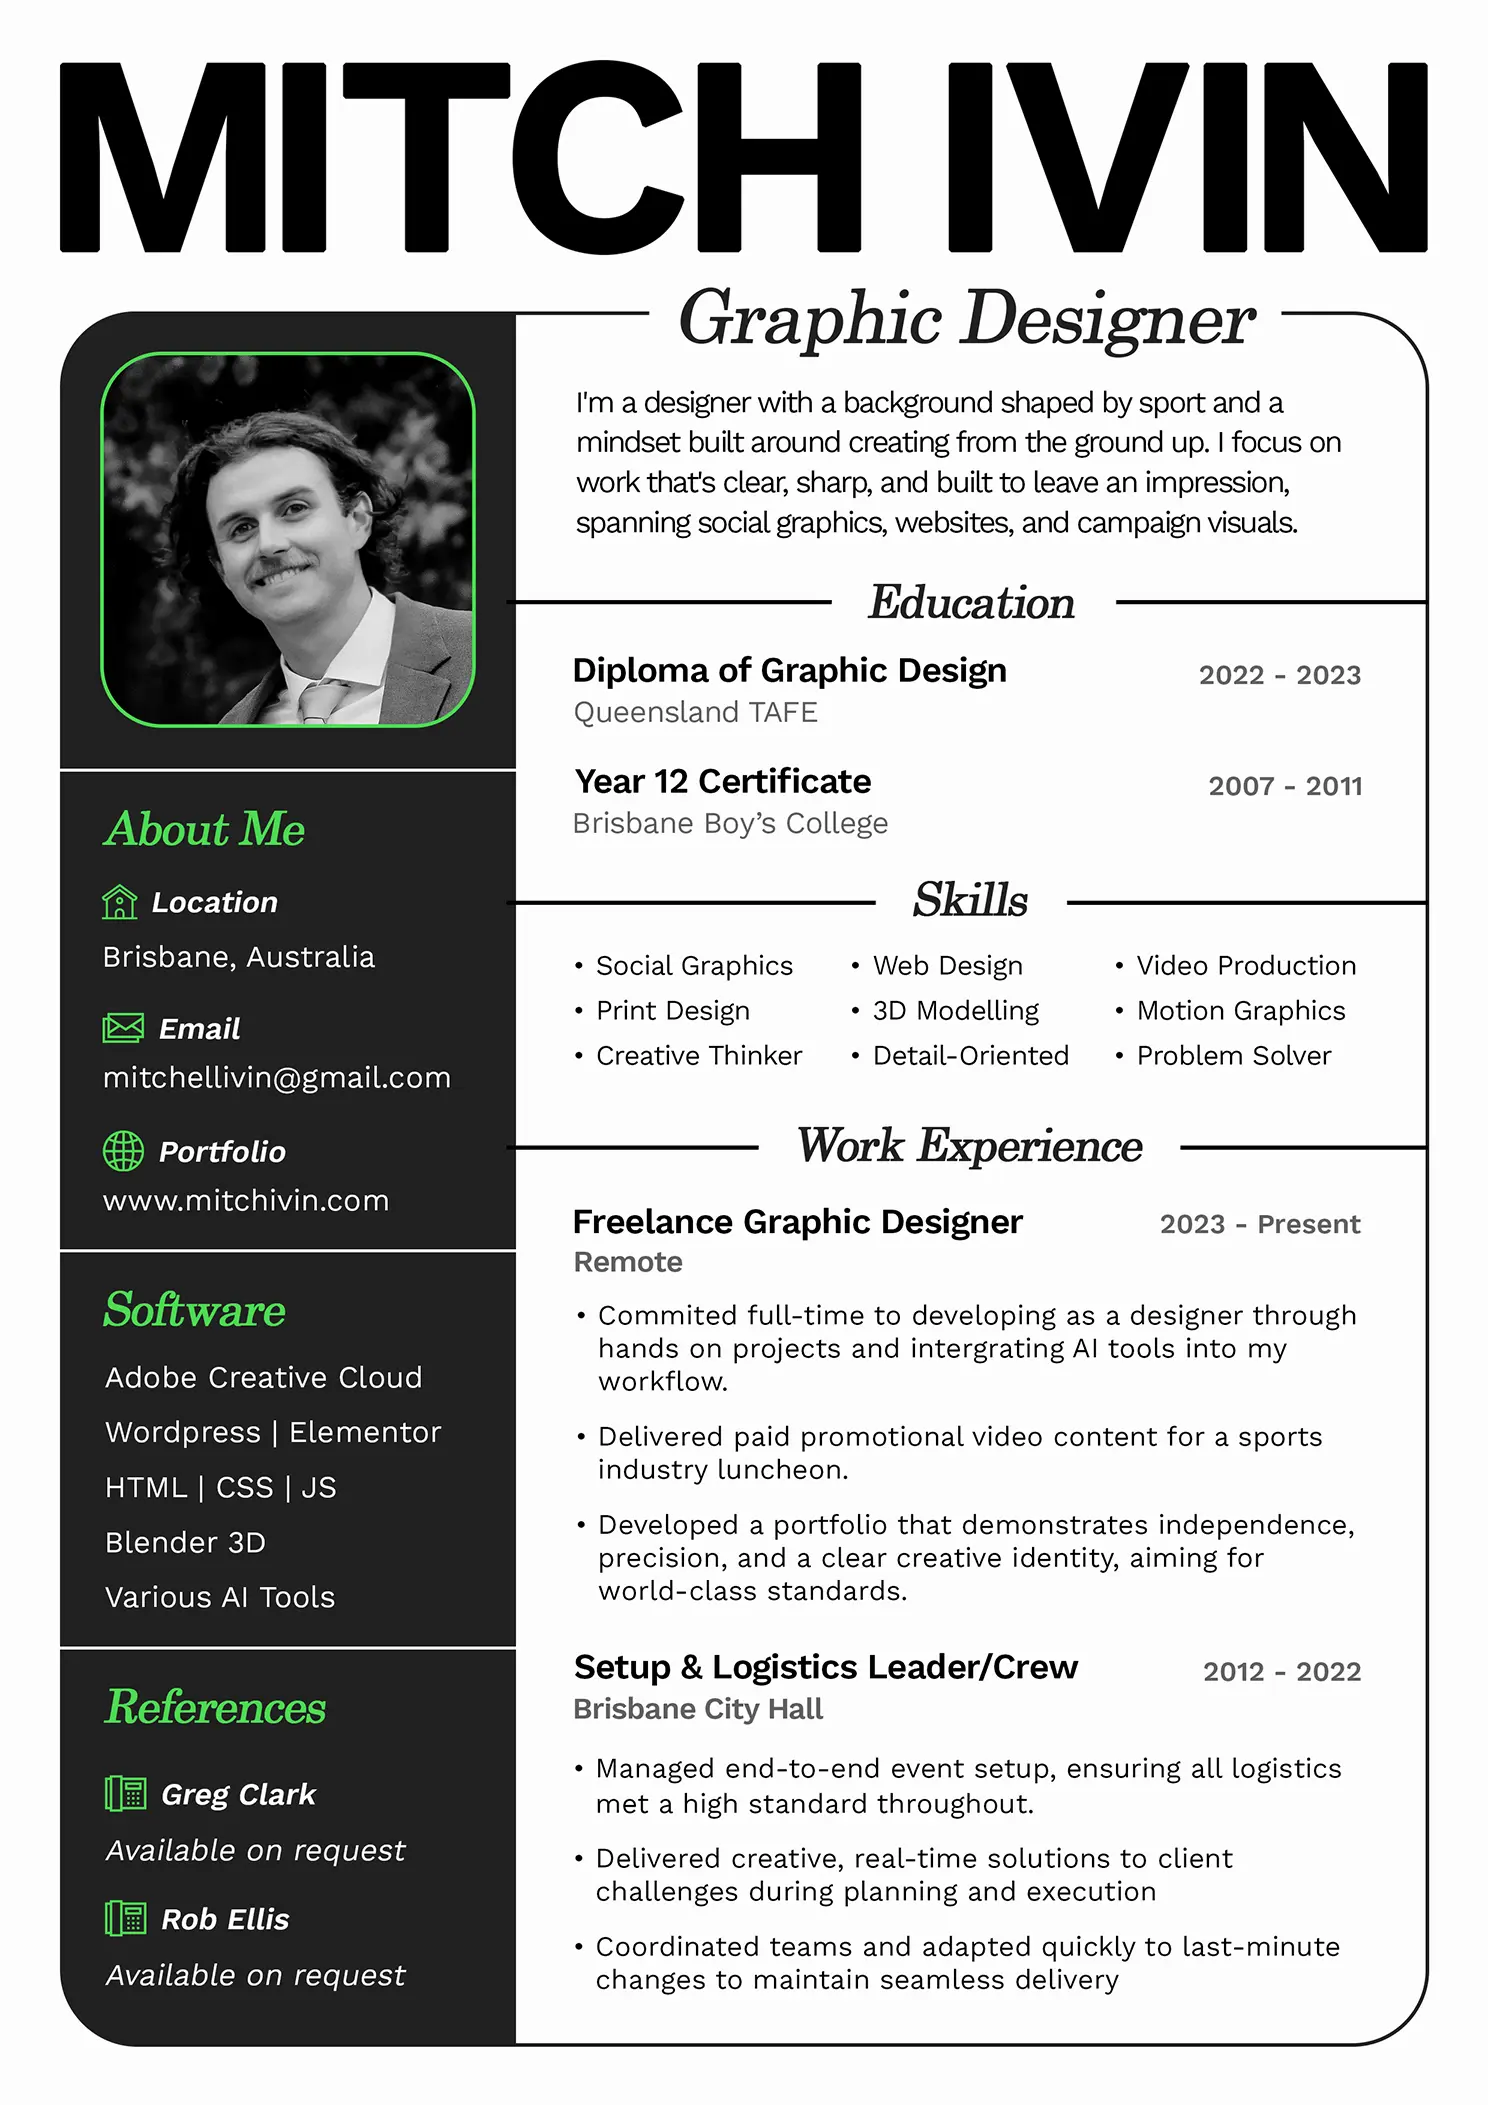 MITCH IVIN
Graphic Designer
I'm a designer with a background shaped by sport and a
mindset built around creating from the ground up. I focus on
work that's clear, sharp, and built to leave an impression,
spanning social graphics, websites, and campaign visuals.
Education
Diploma of Graphic Design
2022 - 2023
Queensland TAFE
Year 12 Certificate
2007 - 2011
Brisbane Boy’s College
Skills
• Social Graphics
• Print Design
• Creative Thinker
• Web Design
• 3D Modelling
• Detail-Oriented
• Video Production
• Motion Graphics
• Problem Solver
Work Experience
Freelance Graphic Designer
2023 - Present
Remote
• Commited full-time to developing as a designer through
hands on projects and intergrating AI tools into my
workflow.
• Delivered paid promotional video content for a sports
industry luncheon.
• Developed a portfolio that demonstrates independence,
precision, and a clear creative identity, aiming for
world-class standards.
Setup & Logistics Leader/Crew
2012 - 2022
Brisbane City Hall
• Managed end-to-end event setup, ensuring all logistics
met a high standard throughout.
• Delivered creative, real-time solutions to client
challenges during planning and execution
• Coordinated teams and adapted quickly to last-minute
changes to maintain seamless delivery
About Me
Location
Brisbane, Australia
Email
mitchellivin@gmail.com
Portfolio
www.mitchivin.com
Software
Adobe Creative Cloud
Wordpress | Elementor
HTML | CSS | JS
Blender 3D
Various AI Tools
References
Greg Clark
Available on request
Rob Ellis
Available on request